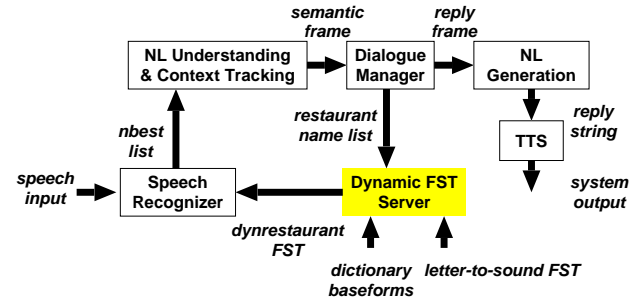 semantic
frame
reply
frame
NL Understanding
& Context Tracking
Dialogue
Manager
NL
Generation
nbest
list
restaurant
name list
reply
string
TTS
speech
input
Speech
Recognizer
Dynamic FST
Server
system
output
dynrestaurant
FST
dictionary
baseforms
letter-to-sound FST